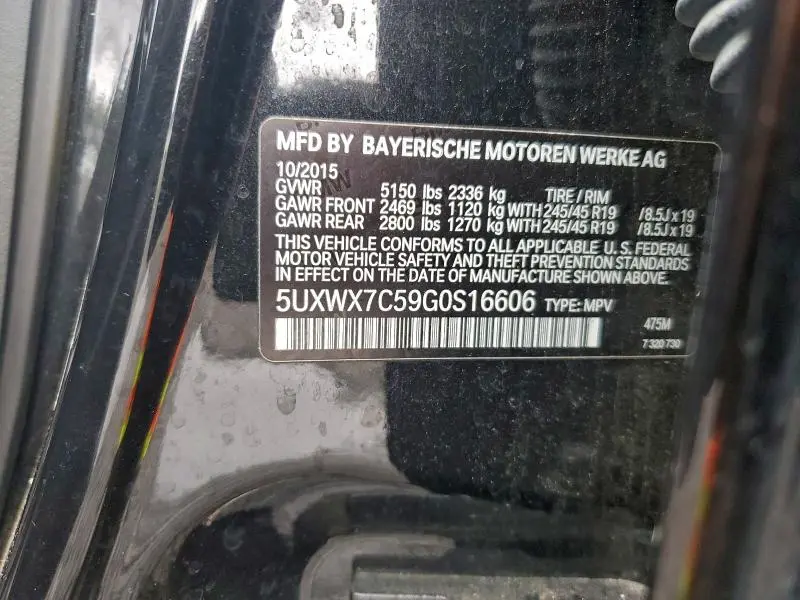 MFD BY BAYERISCHE MOTOREN WERKE AG
10/2015
GVWR 5150 lbs 2336 kg TIRE / RIM
GAWR FRONT 2469 lbs 1120 kg WITH 245/45 R19 /8.5J x 19
GAWR REAR 2800 lbs 1270 kg WITH 245/45 R19 /8.5J x 19
THIS VEHICLE CONFORMS TO ALL APPLICABLE U. S. FEDERAL
MOTOR VEHICLE SAFETY AND THEFT PREVENTION STANDARDS
IN EFFECT ON THE DATE OF MANUFACTURE SHOWN ABOVE.
5UXWX7C59G0S16606 TYPE: MPV
475M
7 320 730